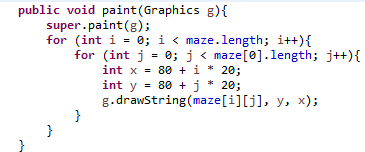 public void paint(Graphics g){
    super.paint(g);
    for (int i = 0; i < maze.length; i++){
        for (int j = 0; j < maze[0].length; j++){
            int x = 80 + i * 20;
            int y = 80 + j * 20;
            g.drawString(maze[i][j], y, x);
        }
    }
}